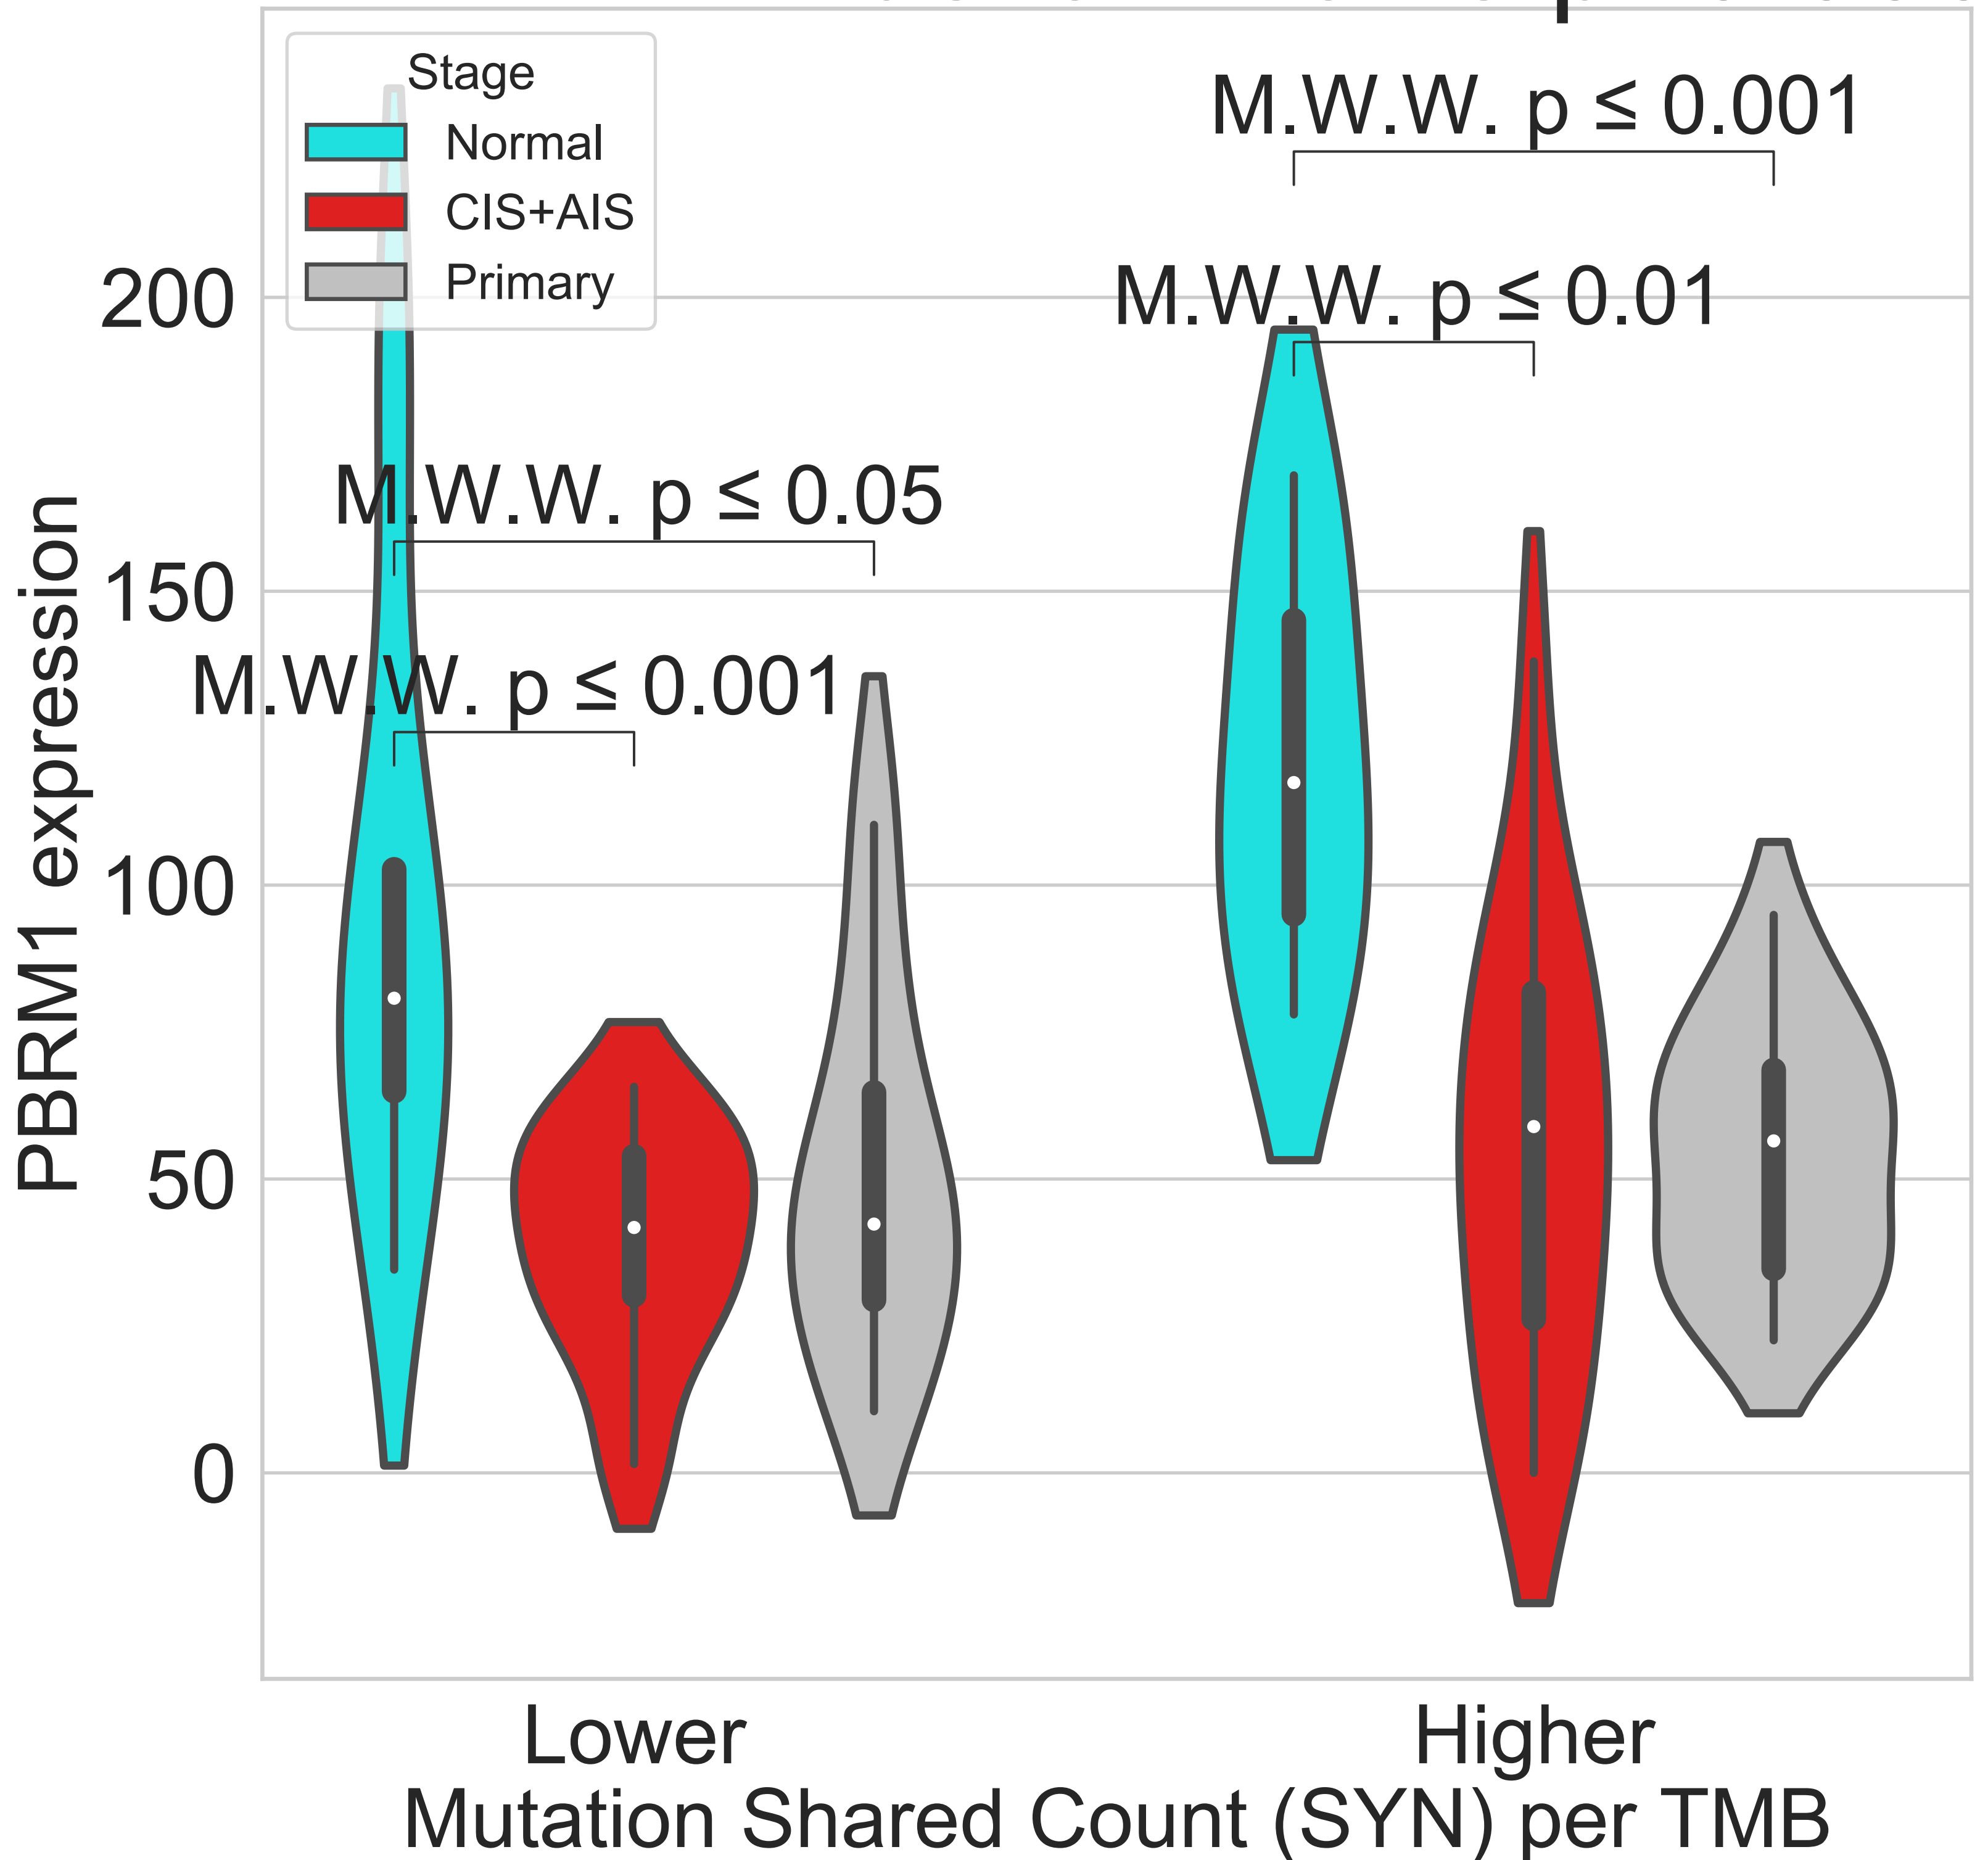 Stage
Normal
CIS+AIS
Primary
M.W.W. p ≤ 0.001
M.W.W. p ≤ 0.01
M.W.W. p ≤ 0.05
M.W.W. p ≤ 0.001
200
150
100
50
0
PBRM1 expression
Lower
Higher
Mutation Shared Count (SYN) per TMB